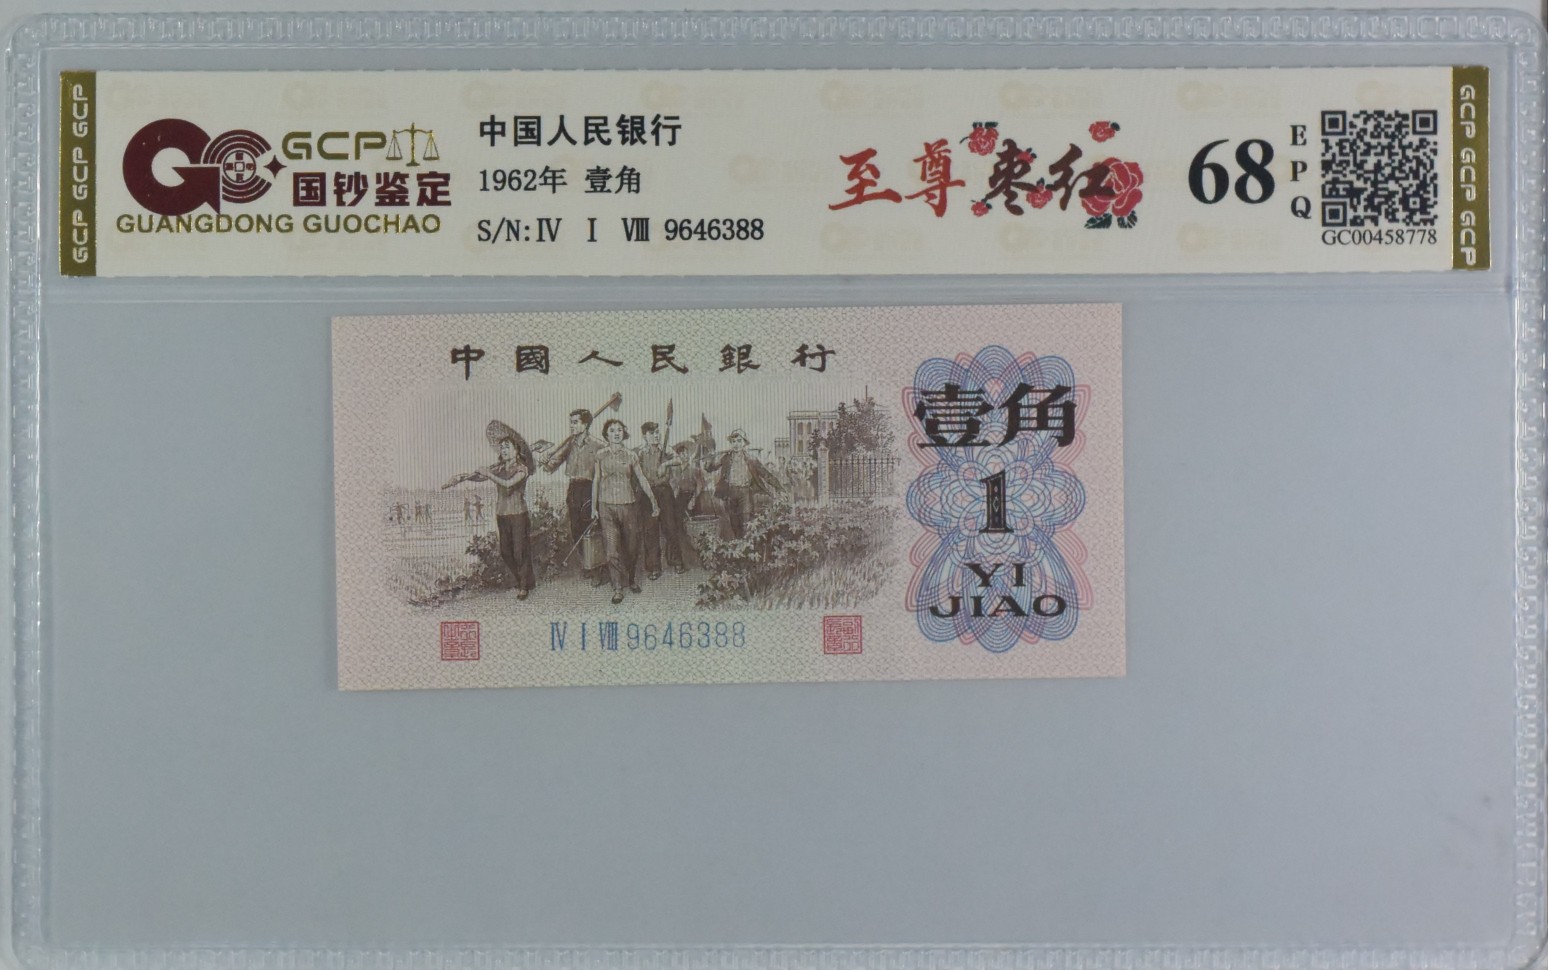 GCP
国钞鉴定
GUANGDONG GUOCHAO
中国人民银行
1962年 壹角
S/N: IV I VIII 9646388
至尊枣红
68
EPQ
GC00458778
GCP GCP GCP
GCP GCP GCP
中國人民銀行
壹角
1
YI
JIAO
IV I VIII 9646388